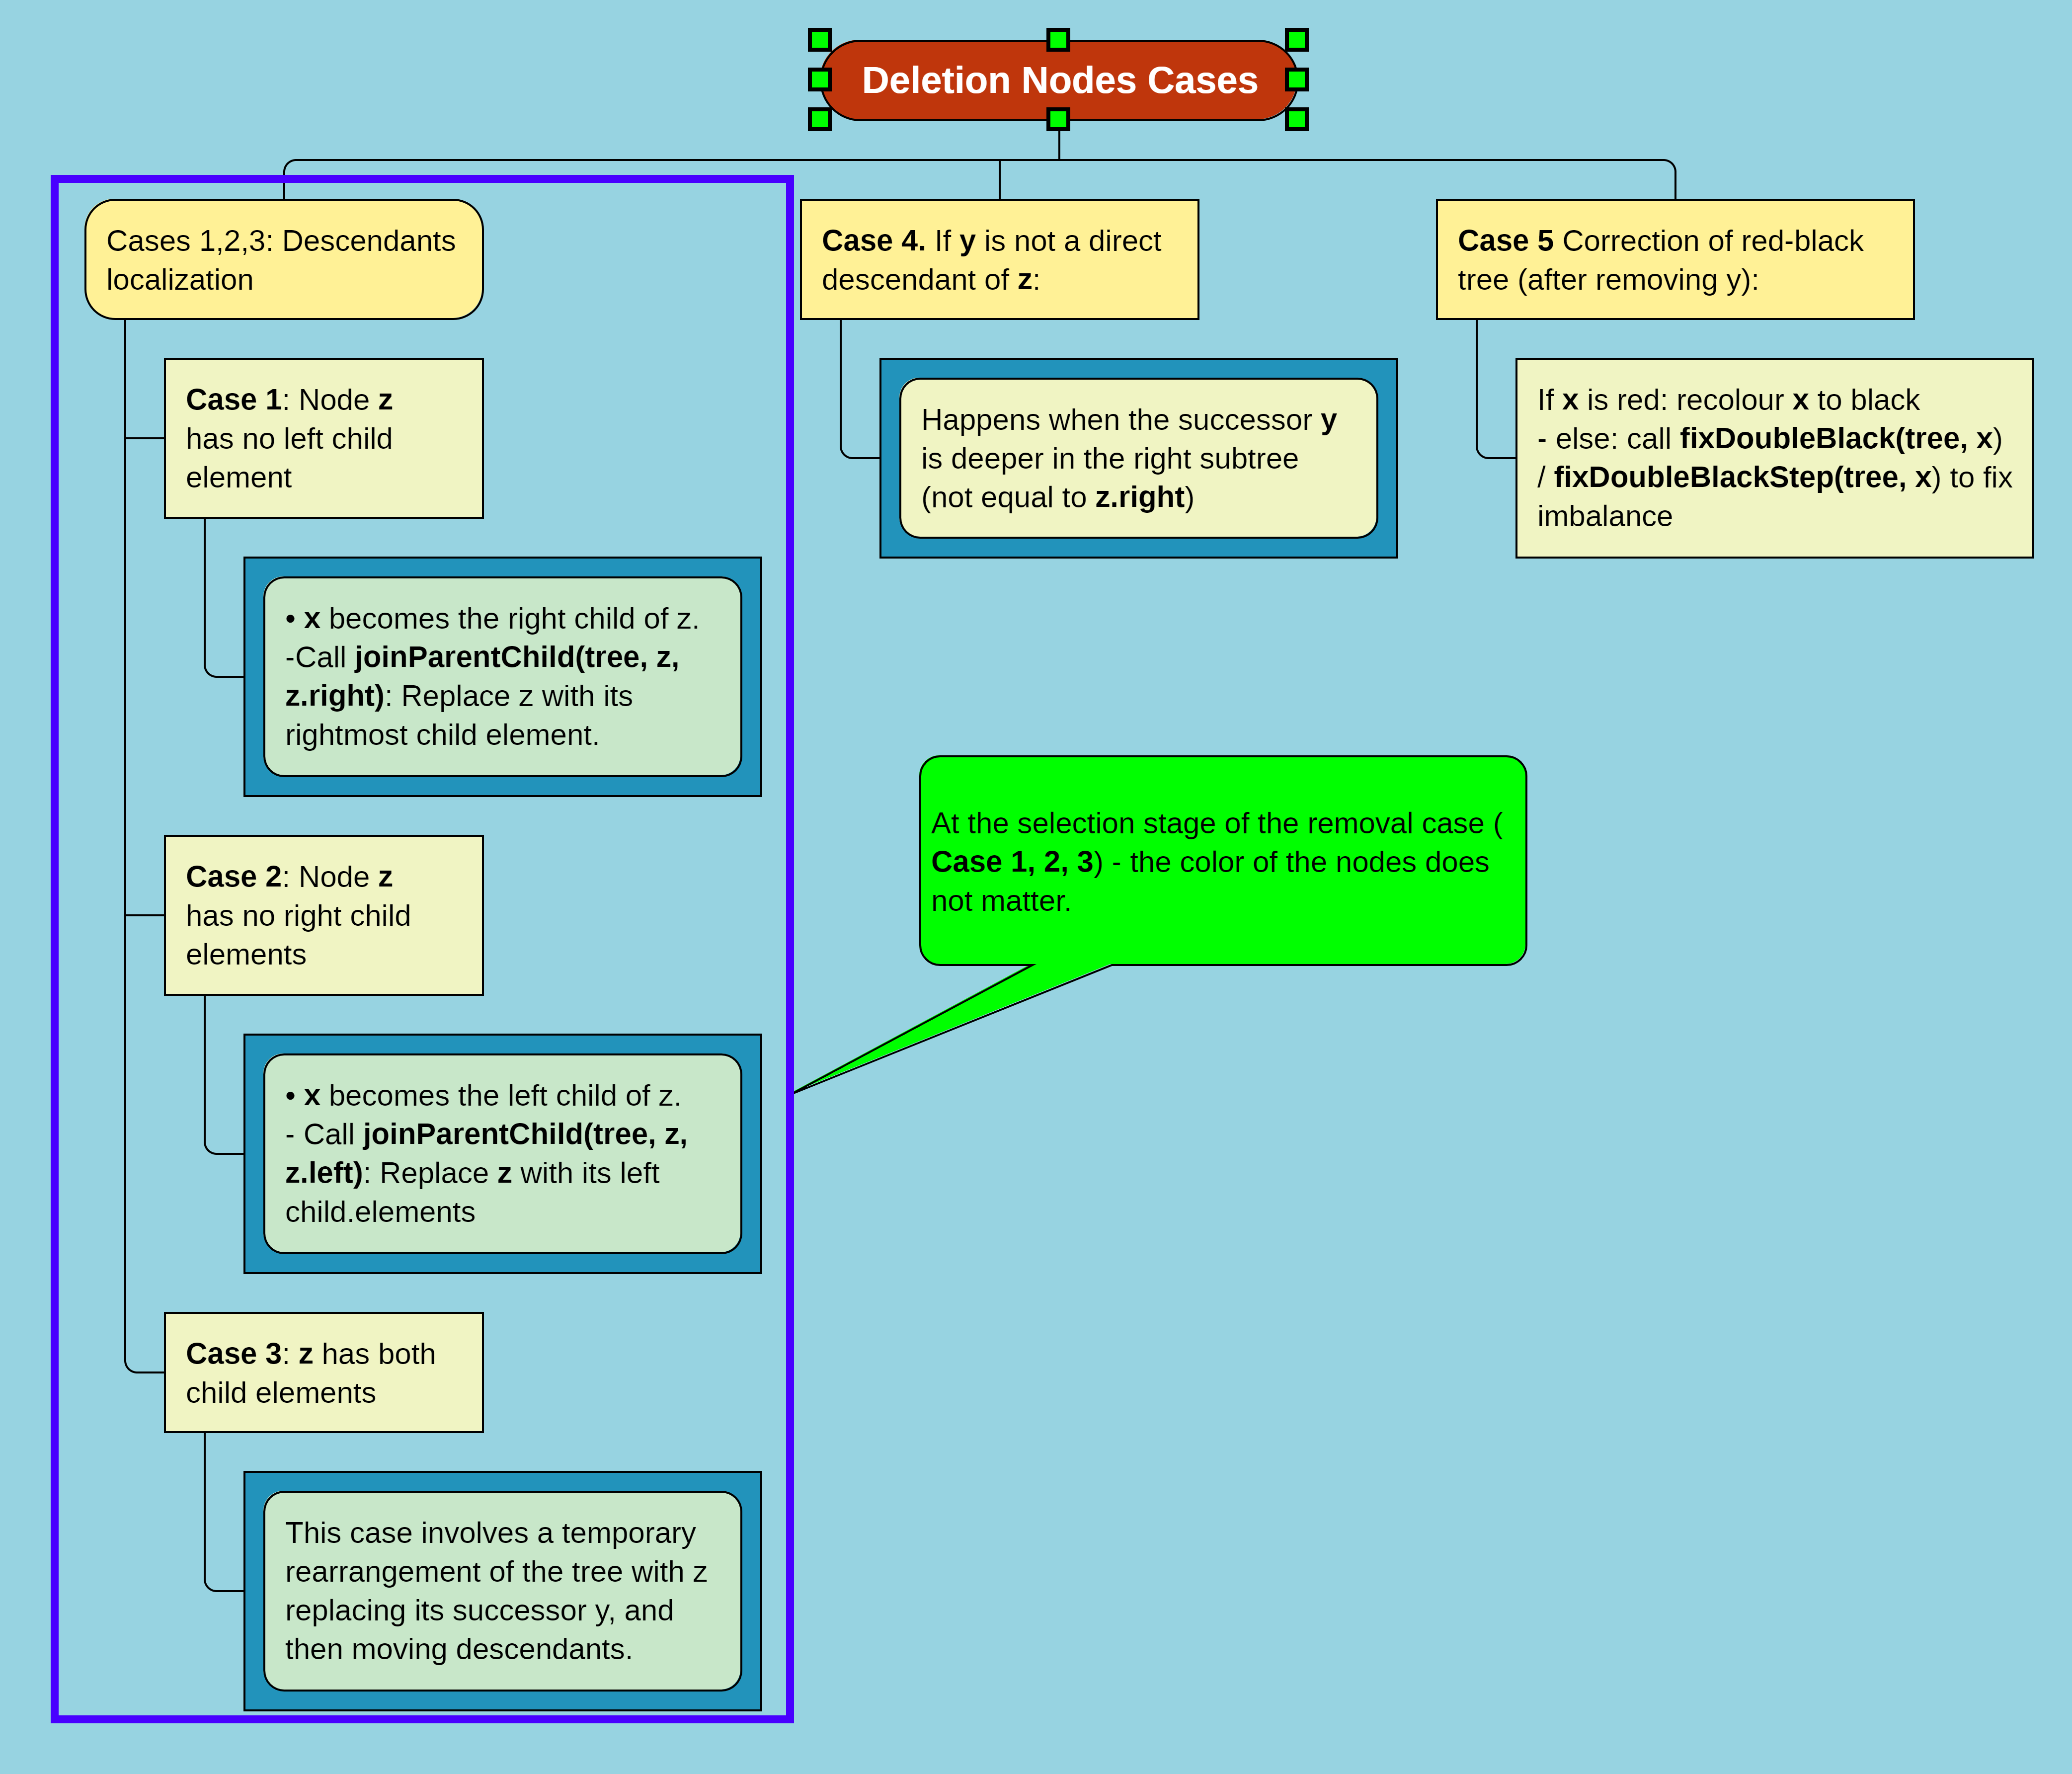 Deletion Nodes Cases
Cases 1,2,3: Descendants
localization
Case 1: Node z
has no left child
element
• x becomes the right child of z.
-Call joinParentChild(tree, z,
z.right): Replace z with its
rightmost child element.
Case 2: Node z
has no right child
elements
• x becomes the left child of z.
- Call joinParentChild(tree, z,
z.left): Replace z with its left
child.elements
Case 3: z has both
child elements
This case involves a temporary
rearrangement of the tree with z
replacing its successor y, and
then moving descendants.
Case 4. If y is not a direct
descendant of z:
Happens when the successor y
is deeper in the right subtree
(not equal to z.right)
Case 5 Correction of red-black
tree (after removing y):
If x is red: recolour x to black
- else: call fixDoubleBlack(tree, x)
/ fixDoubleBlackStep(tree, x) to fix
imbalance
At the selection stage of the removal case (
Case 1, 2, 3) - the color of the nodes does
not matter.